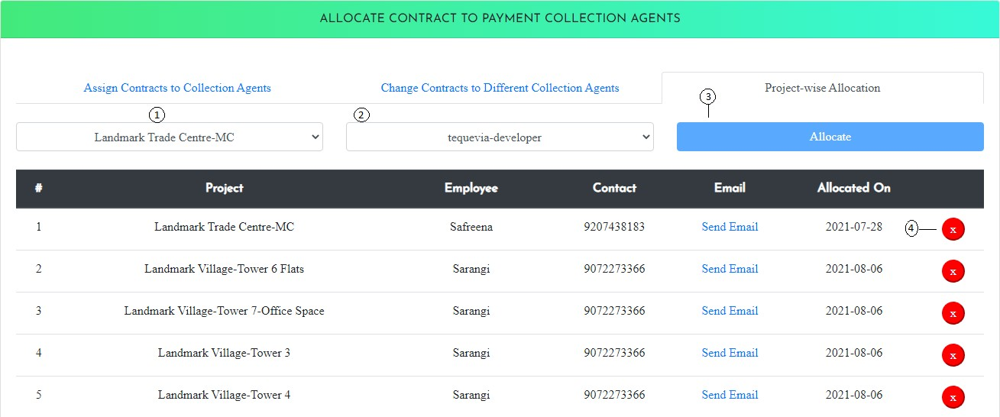 ALLOCATE CONTRACT TO PAYMENT COLLECTION AGENTS
Assign Contracts to Collection Agents Change Contracts to Different Collection Agents Project-wise Allocation
1 2 3
Landmark Trade Centre-MC tequevia-developer Allocate
# Project Employee Contact Email Allocated On
1 Landmark Trade Centre-MC Safreena 9207438183 Send Email 2021-07-28 4 x
2 Landmark Village-Tower 6 Flats Sarangi 9072273366 Send Email 2021-08-06 x
3 Landmark Village-Tower 7-Office Space Sarangi 9072273366 Send Email 2021-08-06 x
4 Landmark Village-Tower 3 Sarangi 9072273366 Send Email 2021-08-06 x
5 Landmark Village-Tower 4 Sarangi 9072273366 Send Email 2021-08-06 x